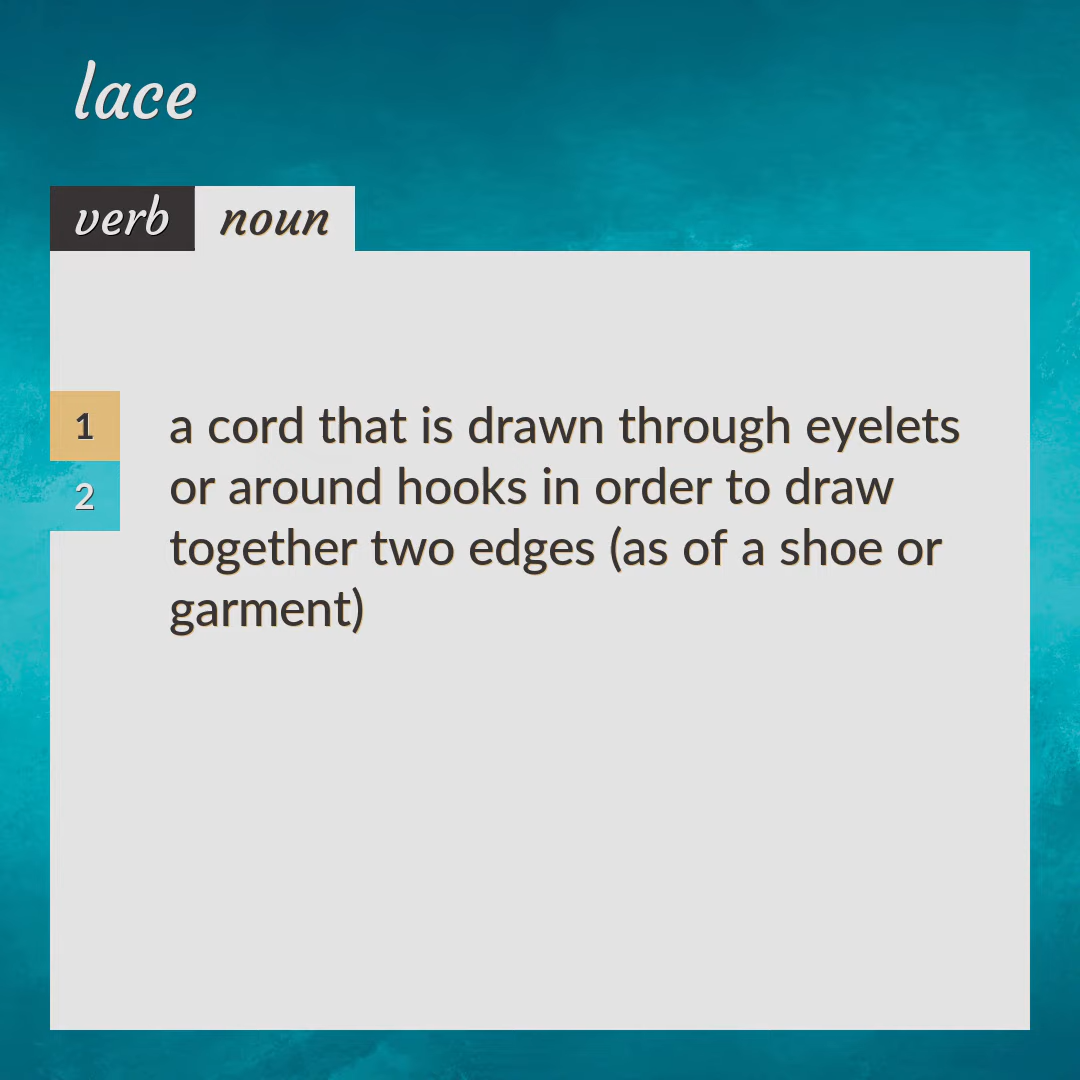 lace
verb noun
1
2
a cord that is drawn through eyelets
or around hooks in order to draw
together two edges (as of a shoe or
garment)